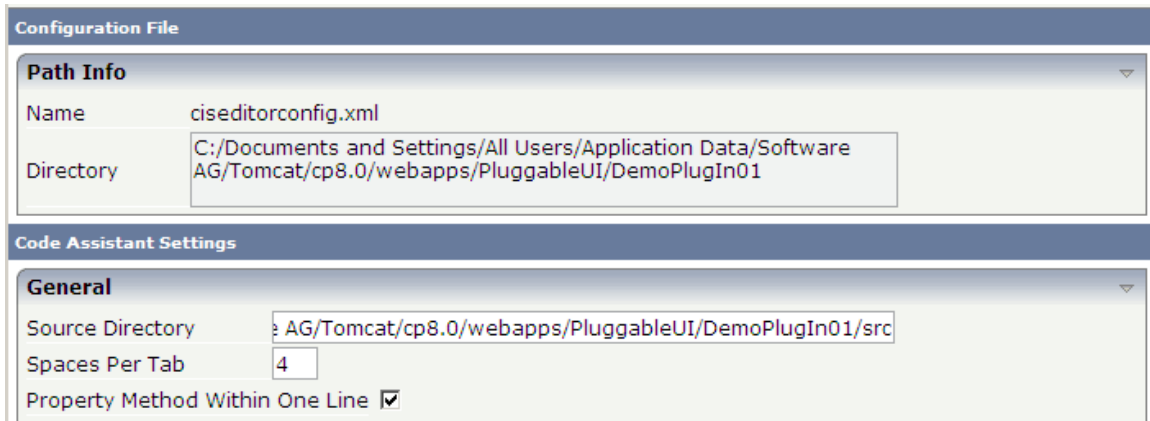 Configuration File
Path Info
Name ciseditorconfig.xml
Directory C:/Documents and Settings/All Users/Application Data/Software
AG/Tomcat/cp8.0/webapps/PluggableUI/DemoPlugIn01
Code Assistant Settings
General
Source Directory AG/Tomcat/cp8.0/webapps/PluggableUI/DemoPlugIn01/src
Spaces Per Tab 4
Property Method Within One Line